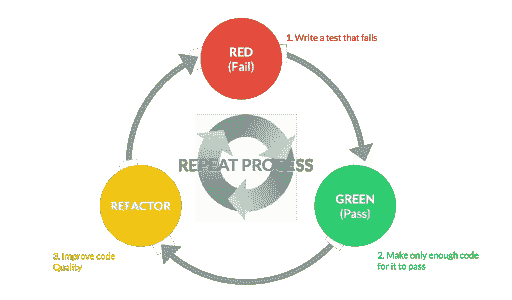 RED
(Fail)
1. Write a test that fails
REPEAT PROCESS
GREEN
(Pass)
REFACTOR
3. Improve code
Quality
2. Make only enough code
for it to pass